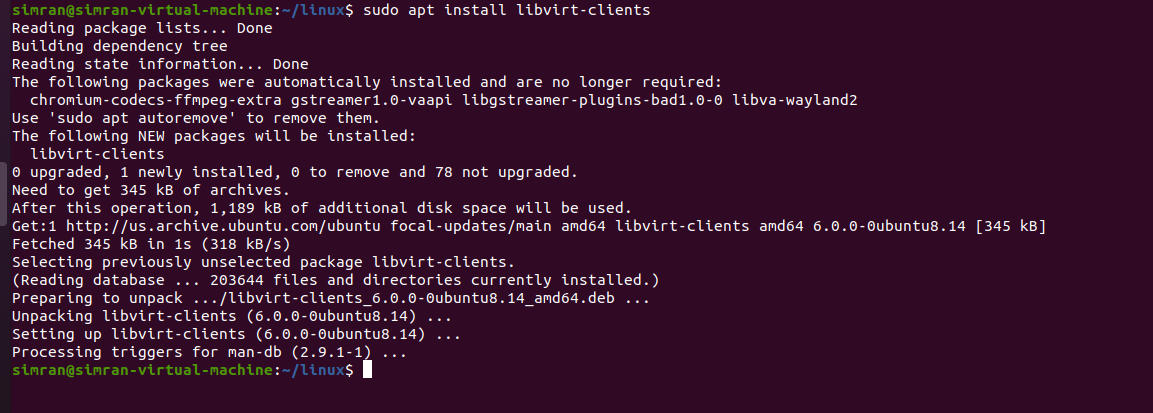 simran@simran-virtual-machine:~/linux$ sudo apt install libvirt-clients
Reading package lists... Done
Building dependency tree
Reading state information... Done
The following packages were automatically installed and are no longer required:
  chromium-codecs-ffmpeg-extra gstreamer1.0-vaapi libgstreamer-plugins-bad1.0-0 libva-wayland2
Use 'sudo apt autoremove' to remove them.
The following NEW packages will be installed:
  libvirt-clients
0 upgraded, 1 newly installed, 0 to remove and 78 not upgraded.
Need to get 345 kB of archives.
After this operation, 1,189 kB of additional disk space will be used.
Get:1 http://us.archive.ubuntu.com/ubuntu focal-updates/main amd64 libvirt-clients amd64 6.0.0-0ubuntu8.14 [345 kB]
Fetched 345 kB in 1s (318 kB/s)
Selecting previously unselected package libvirt-clients.
(Reading database ... 203644 files and directories currently installed.)
Preparing to unpack .../libvirt-clients_6.0.0-0ubuntu8.14_amd64.deb ...
Unpacking libvirt-clients (6.0.0-0ubuntu8.14) ...
Setting up libvirt-clients (6.0.0-0ubuntu8.14) ...
Processing triggers for man-db (2.9.1-1) ...
simran@simran-virtual-machine:~/linux$